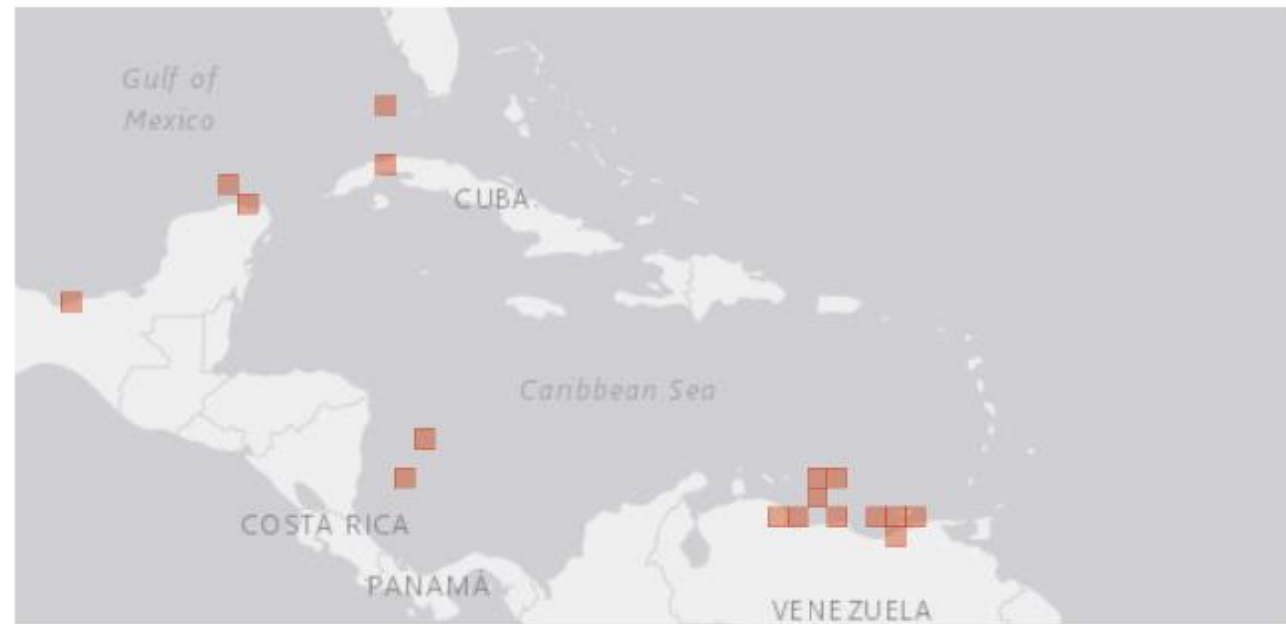 Gulf of
Mexico
CUBA
Caribbean Sea
COSTA RICA
PANAMÁ
VENEZUELA